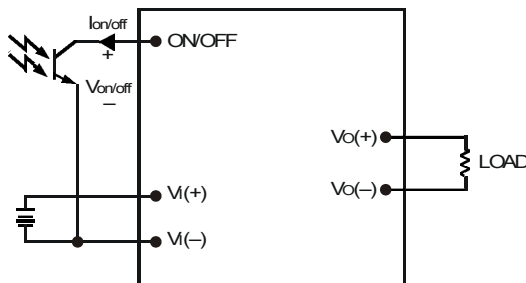 Ion/off
ON/OFF
+
Von/off
–
VO(+)
LOAD
VO(–)
VI(+)
VI(–)